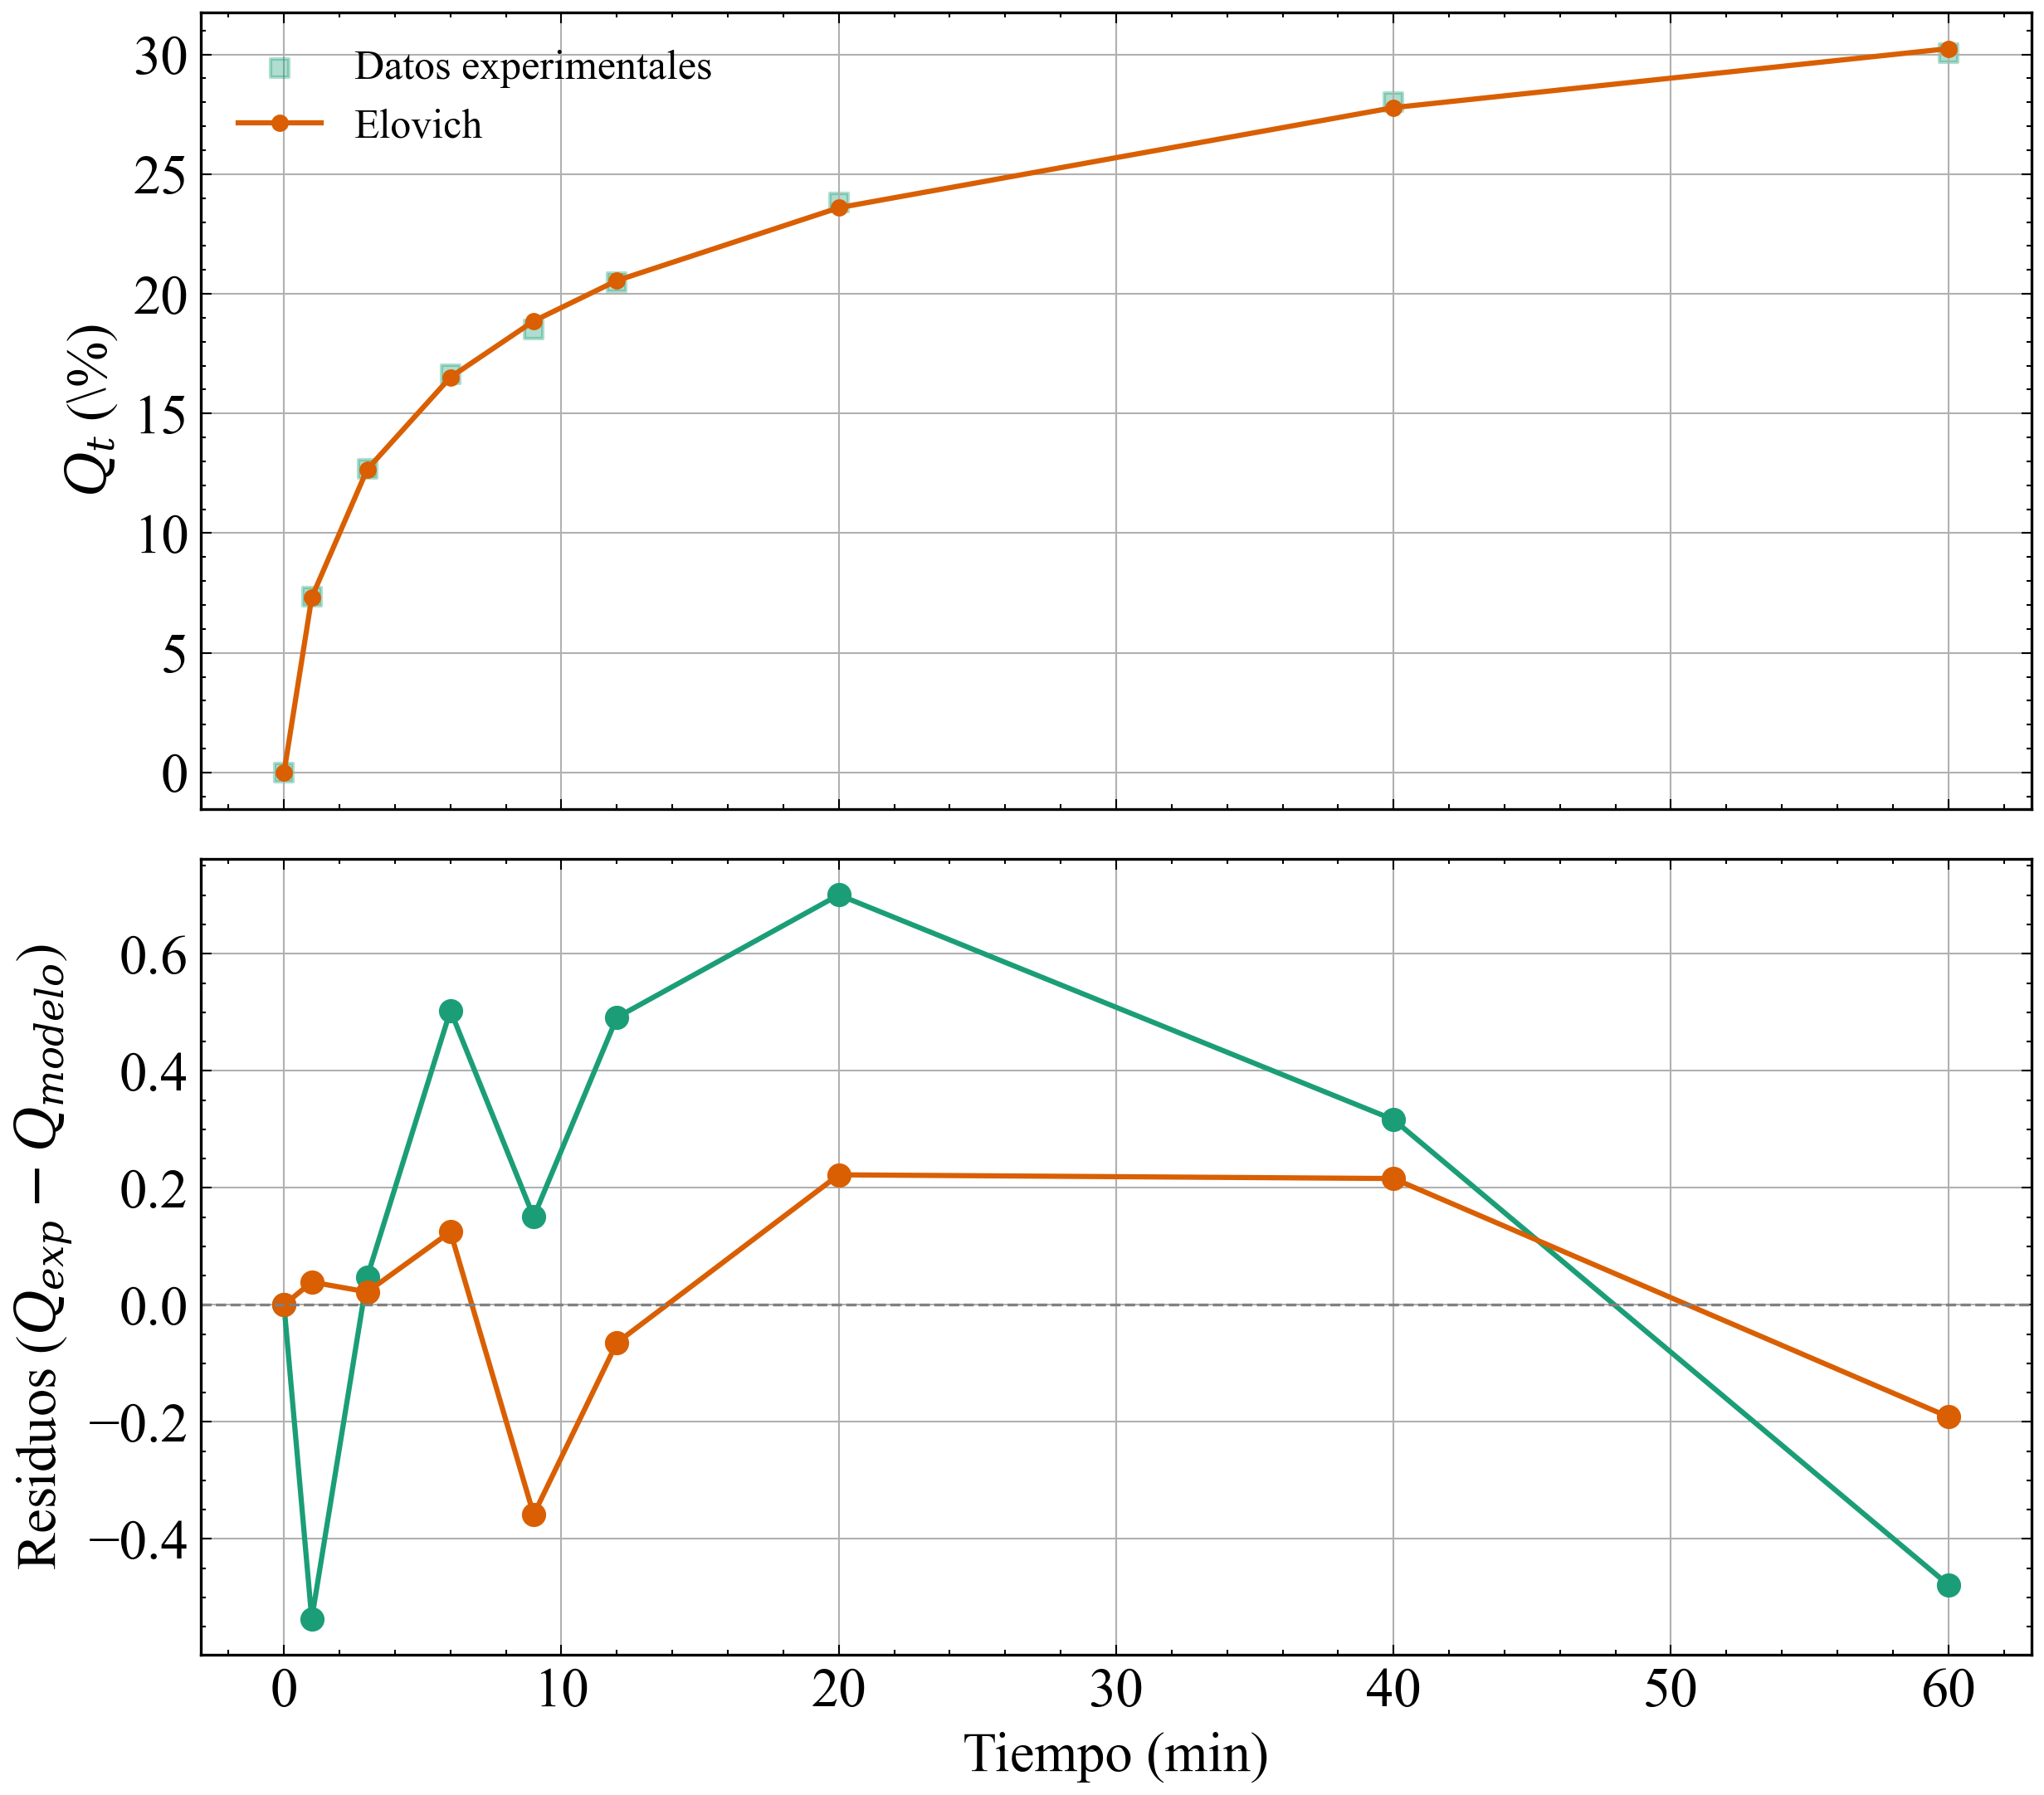 30
25
20
15
10
5
0
Q_t (\%)
Datos experimentales
Elovich
0.6
0.4
0.2
0.0
−0.2
−0.4
Residuos (Q_exp − Q_modelo)
0 10 20 30 40 50 60
Tiempo (min)